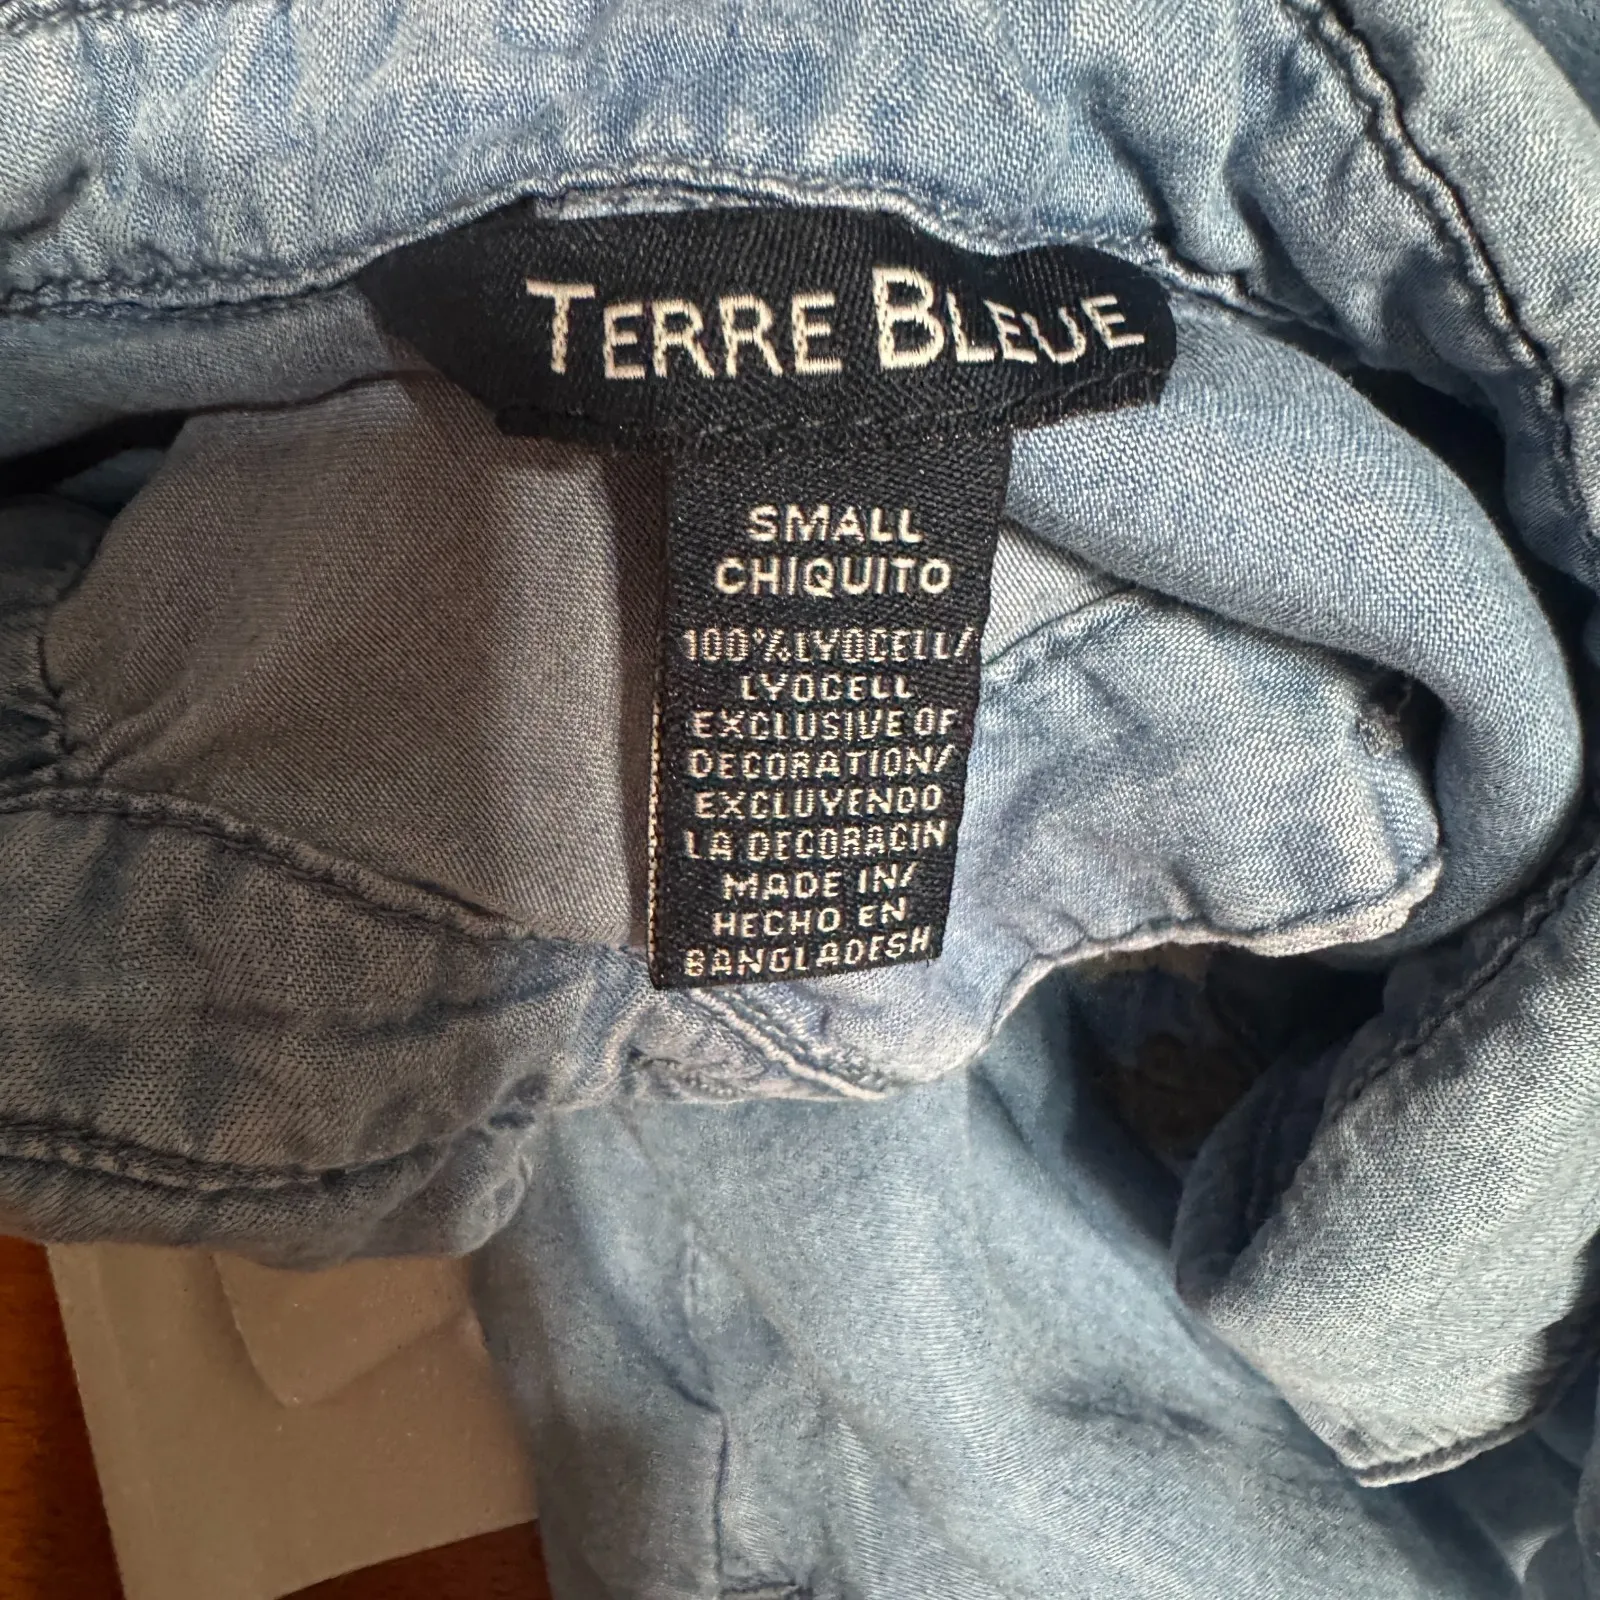 TERRE BLEUE
SMALL
CHIQUITO
100% LYOCELL/
LYOCELL
EXCLUSIVE OF
DECORATION/
EXCLUYENDO
LA DECORACIN
MADE IN/
HECHO EN
BANGLADESH